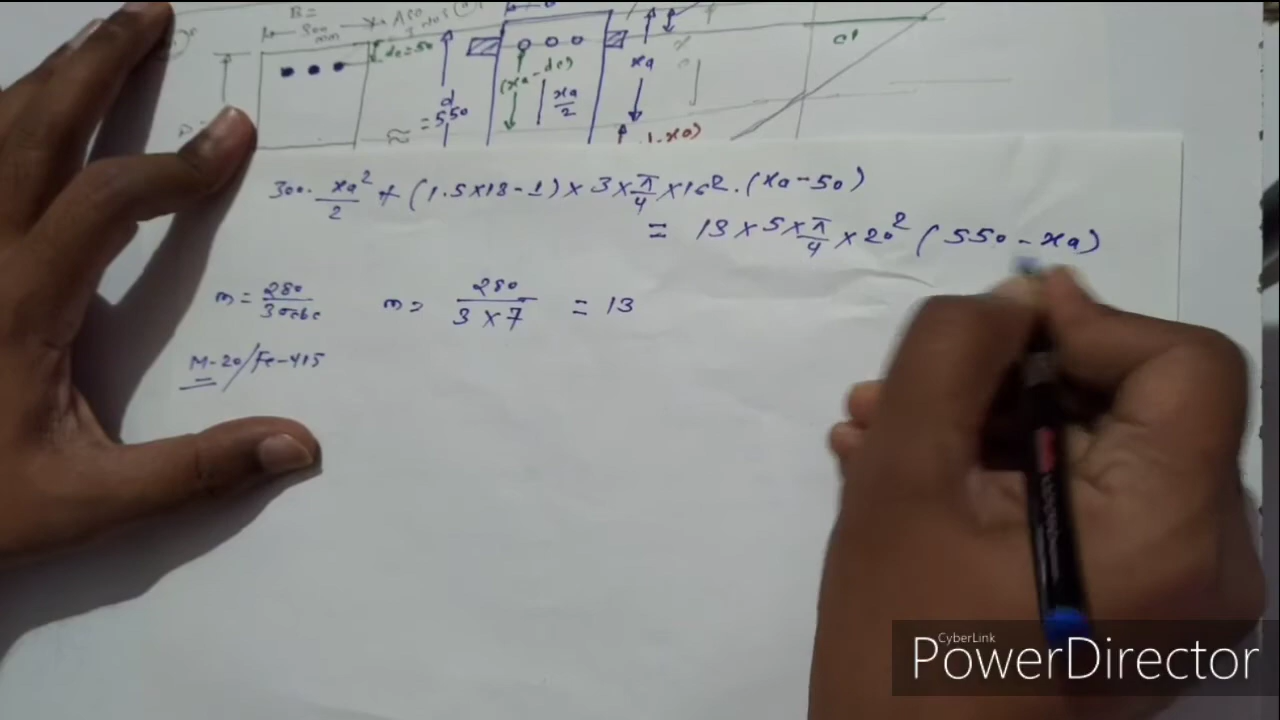 B=
300
mm
dc=50
d
=550
(xa-dc)
xa
2
xa
c1
300. xa²/2 + (1.5×13-1) × 3 × π/4 × 16². (xa-50)
= 13 × 5 × π/4 × 20² (550-xa)
m = 280/3σcbc m = 280/3×7 = 13
M-20/Fe-415
CyberLink
PowerDirector